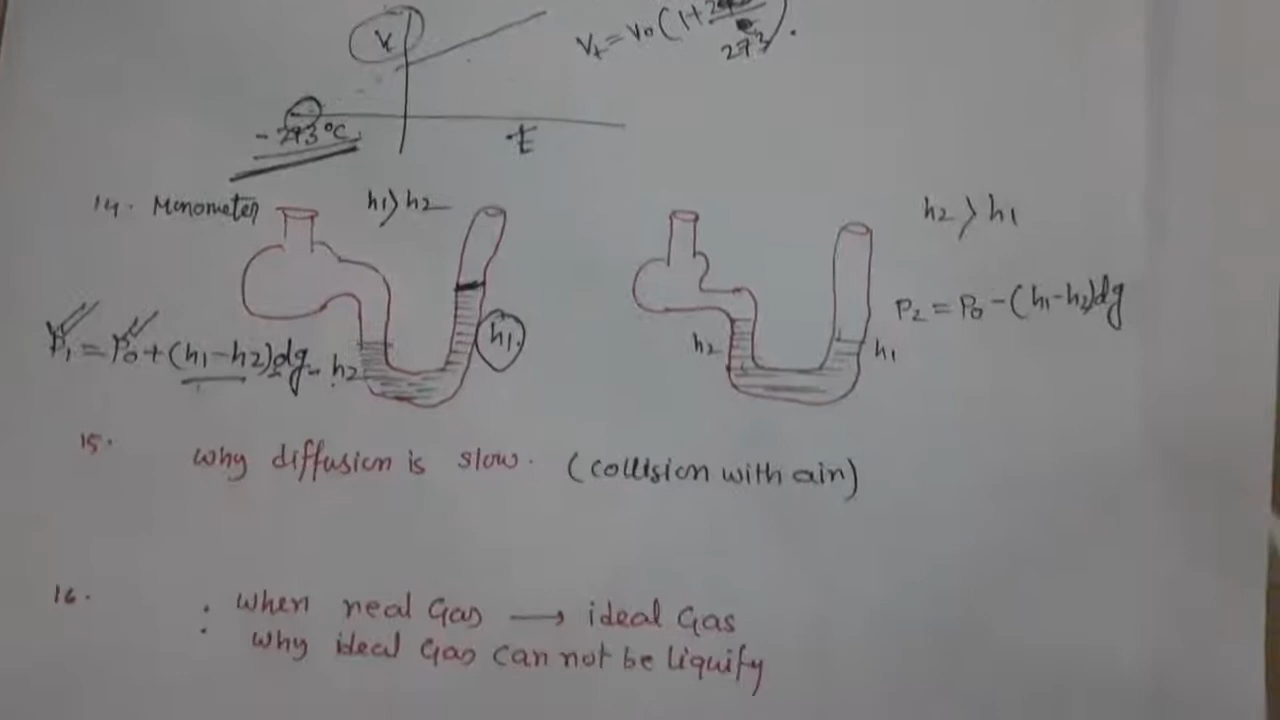 V
Vt = V0 (1+
273
- 273°C
t
14. Monometer
h1 > h2
h2 > h1
P1 = P0 + (h1-h2)dg
h2
h1.
h2
h1
P2 = P0 - (h1-h2)dg
15. why diffusion is slow. (collision with air)
16. . when real Gas → ideal Gas
. why ideal Gas can not be liquify